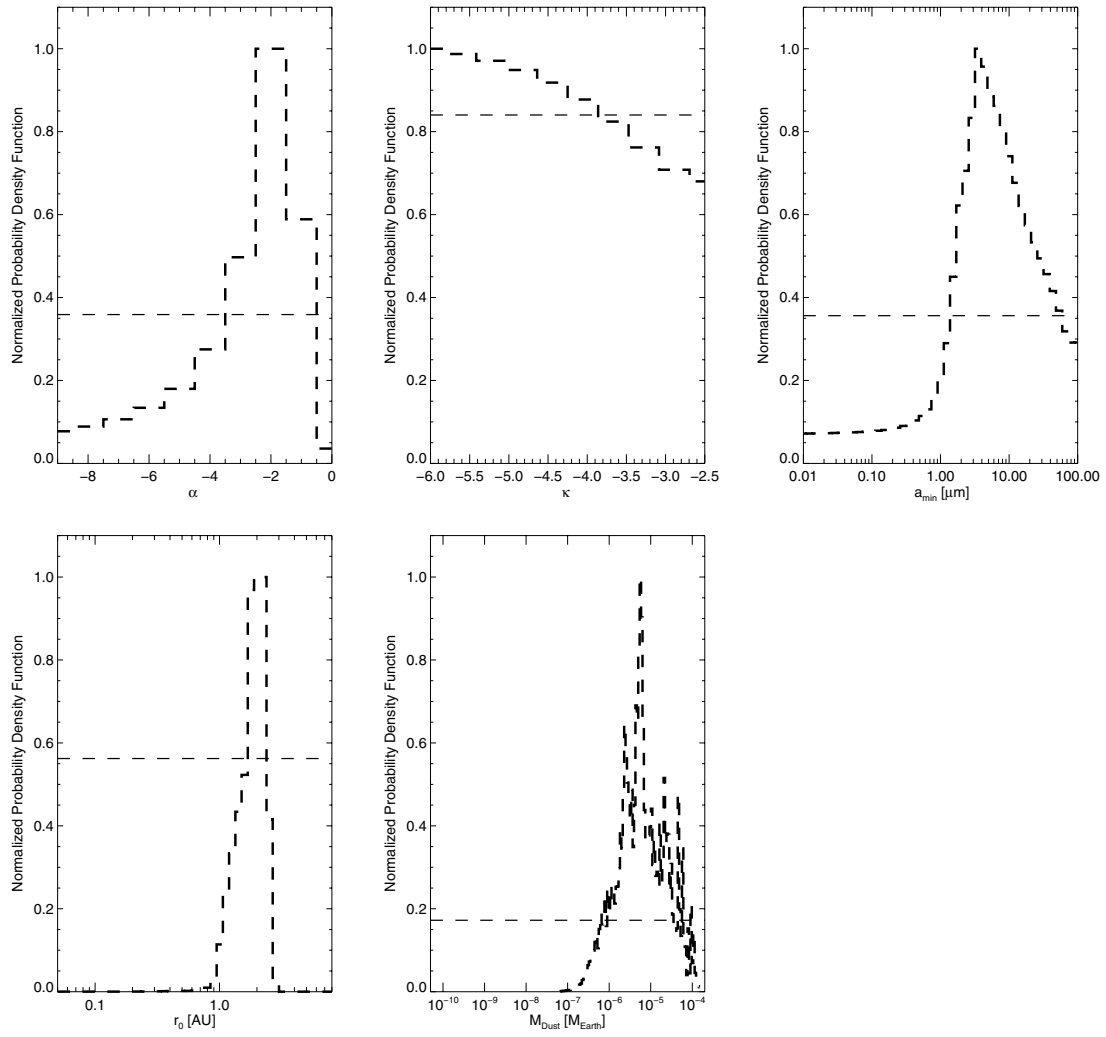 Normalized Probability Density Function
1.0
0.8
0.6
0.4
0.2
0.0
−8 −6 −4 −2 0
α
Normalized Probability Density Function
1.0
0.8
0.6
0.4
0.2
0.0
−6.0 −5.5 −5.0 −4.5 −4.0 −3.5 −3.0 −2.5
κ
Normalized Probability Density Function
1.0
0.8
0.6
0.4
0.2
0.0
0.01 0.10 1.00 10.00 100.00
a_min [μm]
Normalized Probability Density Function
1.0
0.8
0.6
0.4
0.2
0.0
0.1 1.0
r_0 [AU]
Normalized Probability Density Function
1.0
0.8
0.6
0.4
0.2
0.0
10^−10 10^−9 10^−8 10^−7 10^−6 10^−5 10^−4
M_Dust [M_Earth]